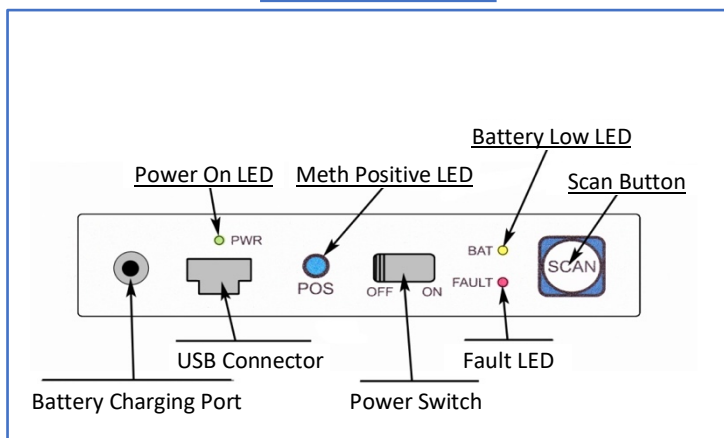 Battery Low LED
Power On LED
Meth Positive LED
Scan Button
PWR
BAT
SCAN
FAULT
POS
OFF
ON
USB Connector
Fault LED
Battery Charging Port
Power Switch